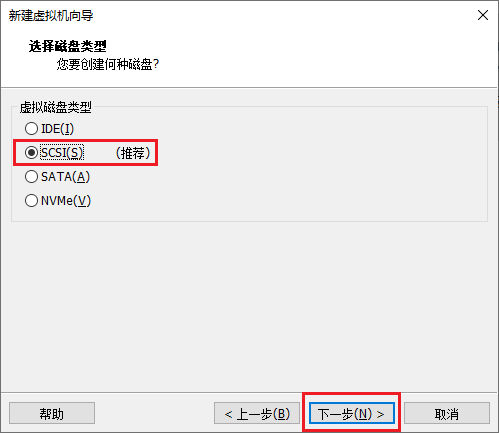 新建虚拟机向导
选择磁盘类型
您要创建何种磁盘?
虚拟磁盘类型
IDE(I)
SCSI(S) (推荐)
SATA(A)
NVMe(V)
帮助 < 上一步(B) 下一步(N) > 取消